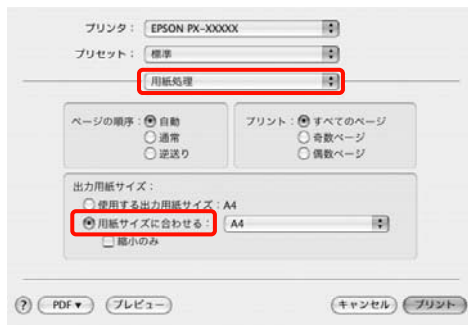 プリンタ： EPSON PX-XXXXX
プリセット： 標準
用紙処理
ページの順序： 自動
通常
逆送り
プリント： すべてのページ
奇数ページ
偶数ページ
出力用紙サイズ：
使用する出力用紙サイズ：A4
用紙サイズに合わせる： A4
縮小のみ
? PDF▼ プレビュー キャンセル プリント